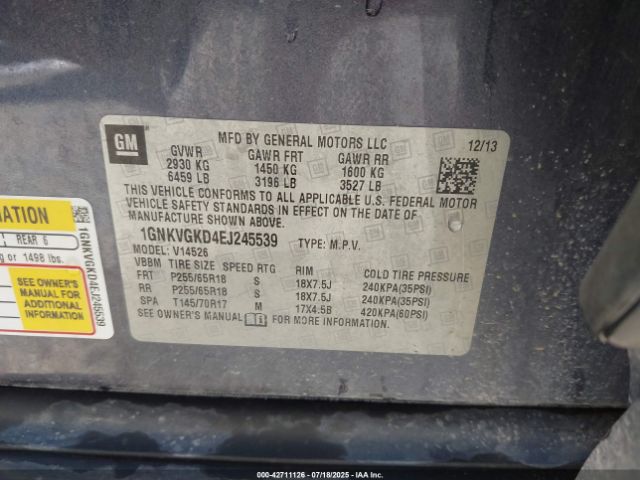 GM
MFD BY GENERAL MOTORS LLC 12/13
GVWR GAWR FRT GAWR RR
2930 KG 1450 KG 1600 KG
6459 LB 3196 LB 3527 LB
THIS VEHICLE CONFORMS TO ALL APPLICABLE U.S. FEDERAL MOTOR
VEHICLE SAFETY STANDARDS IN EFFECT ON THE DATE OF
MANUFACTURE SHOWN ABOVE.
1GNKVGKD4EJ245539 TYPE: M.P.V.
MODEL: V14526
VBBM TIRE SIZE SPEED RTG RIM COLD TIRE PRESSURE
FRT P255/65R18 S 18X7.5J 240KPA(35PSI)
RR P255/65R18 S 18X7.5J 240KPA(35PSI)
SPA T145/70R17 M 17X4.5B 420KPA(60PSI)
SEE OWNER'S MANUAL FOR MORE INFORMATION.
MATION
REAR 6
g or 1498 lbs.
SEE OWNER'S
MANUAL FOR
ADDITIONAL
INFORMATION
1GNKVGKD4EJ245539
000-42711126 - 07/18/2025 - IAAI.com